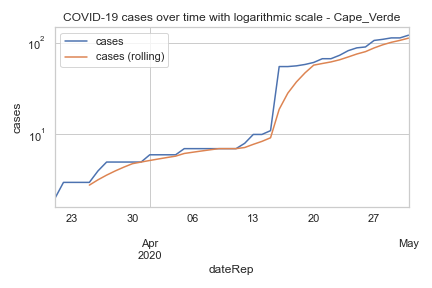 COVID-19 cases over time with logarithmic scale - Cape_Verde
cases
cases (rolling)
cases
10²
10¹
23 30 06 13 20 27
Apr May
2020
dateRep